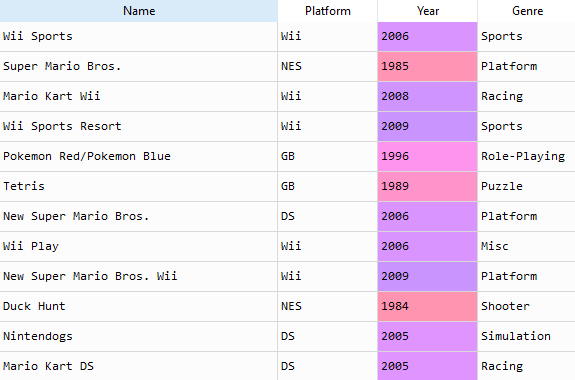 Name Platform Year Genre
Wii Sports Wii 2006 Sports
Super Mario Bros. NES 1985 Platform
Mario Kart Wii Wii 2008 Racing
Wii Sports Resort Wii 2009 Sports
Pokemon Red/Pokemon Blue GB 1996 Role-Playing
Tetris GB 1989 Puzzle
New Super Mario Bros. DS 2006 Platform
Wii Play Wii 2006 Misc
New Super Mario Bros. Wii Wii 2009 Platform
Duck Hunt NES 1984 Shooter
Nintendogs DS 2005 Simulation
Mario Kart DS DS 2005 Racing